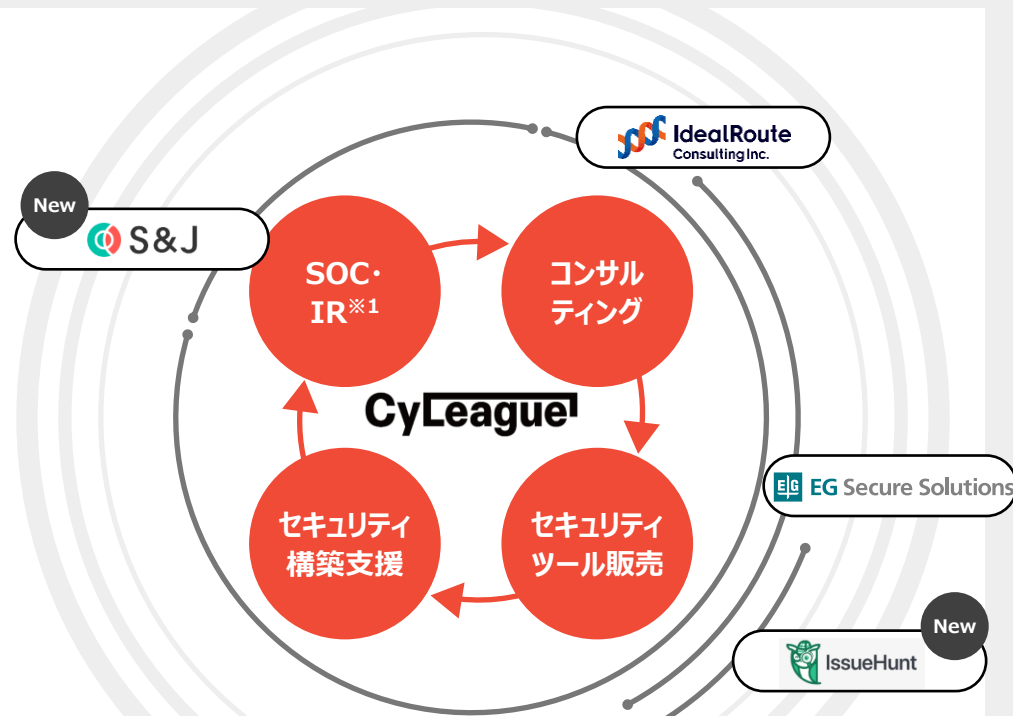 IdealRoute
Consulting Inc.
New
S&J
SOC・
IR※1
コンサル
ティング
CyLeague
EG EG Secure Solutions
セキュリティ
構築支援
セキュリティ
ツール販売
New
IssueHunt